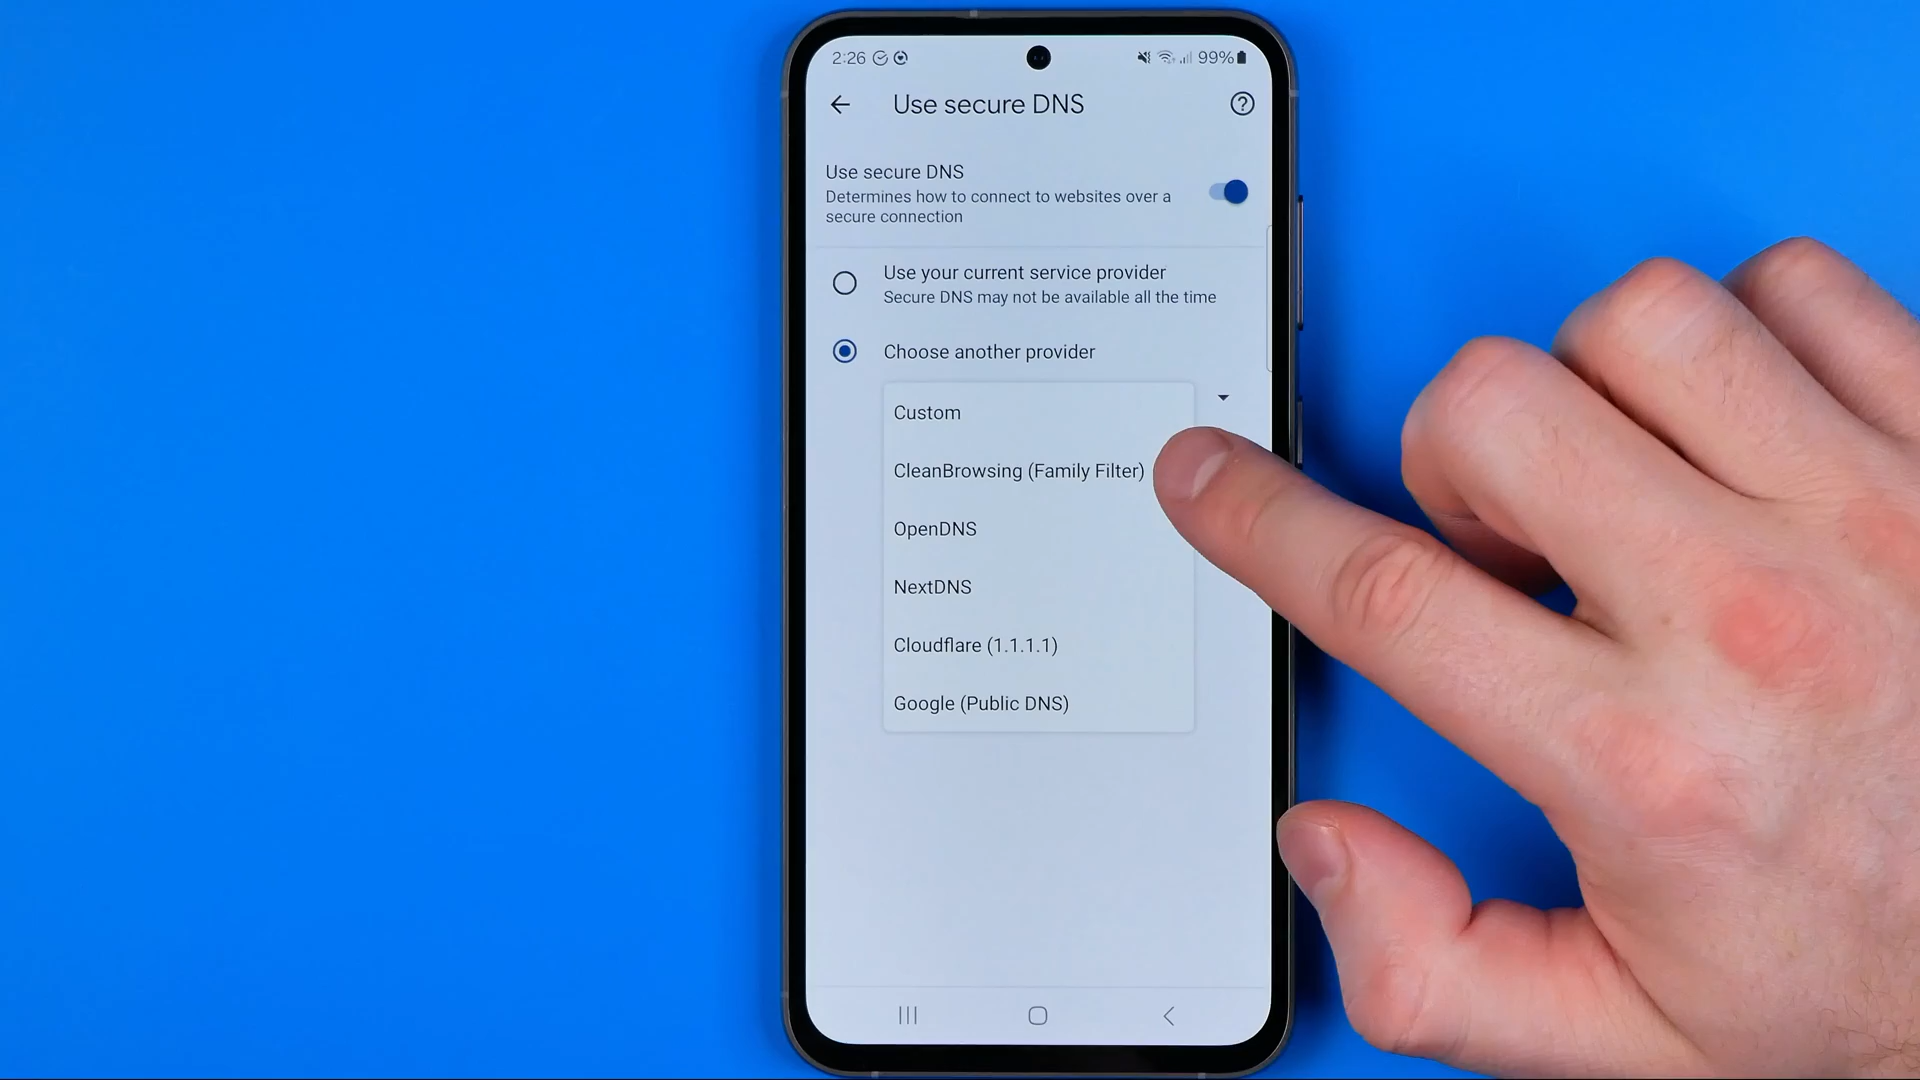 2:26
99%
Use secure DNS
Use secure DNS
Determines how to connect to websites over a
secure connection
Use your current service provider
Secure DNS may not be available all the time
Choose another provider
Custom
CleanBrowsing (Family Filter)
OpenDNS
NextDNS
Cloudflare (1.1.1.1)
Google (Public DNS)